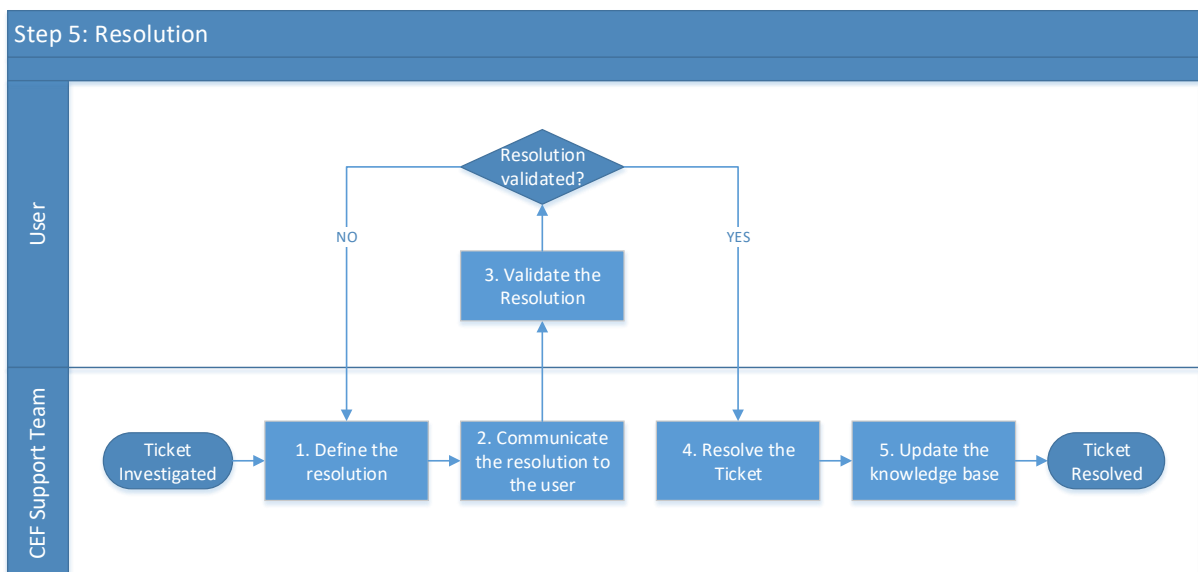 Step 5: Resolution
User
Resolution
validated?
NO
YES
3. Validate the
Resolution
CEF Support Team
Ticket
Investigated
1. Define the
resolution
2. Communicate
the resolution to
the user
4. Resolve the
Ticket
5. Update the
knowledge base
Ticket
Resolved